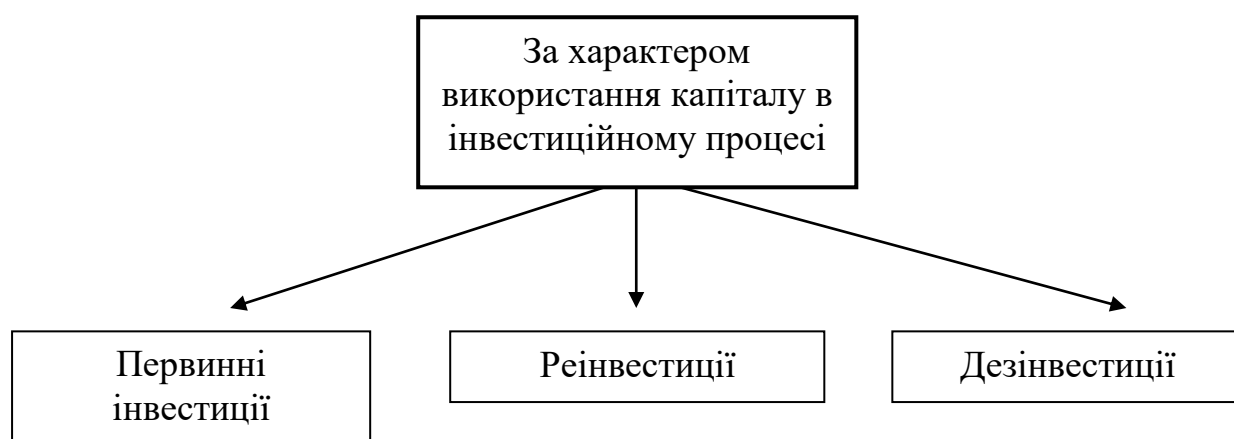 За характером
використання капіталу в
інвестиційному процесі
Первинні
інвестиції
Реінвестиції
Дезінвестиції